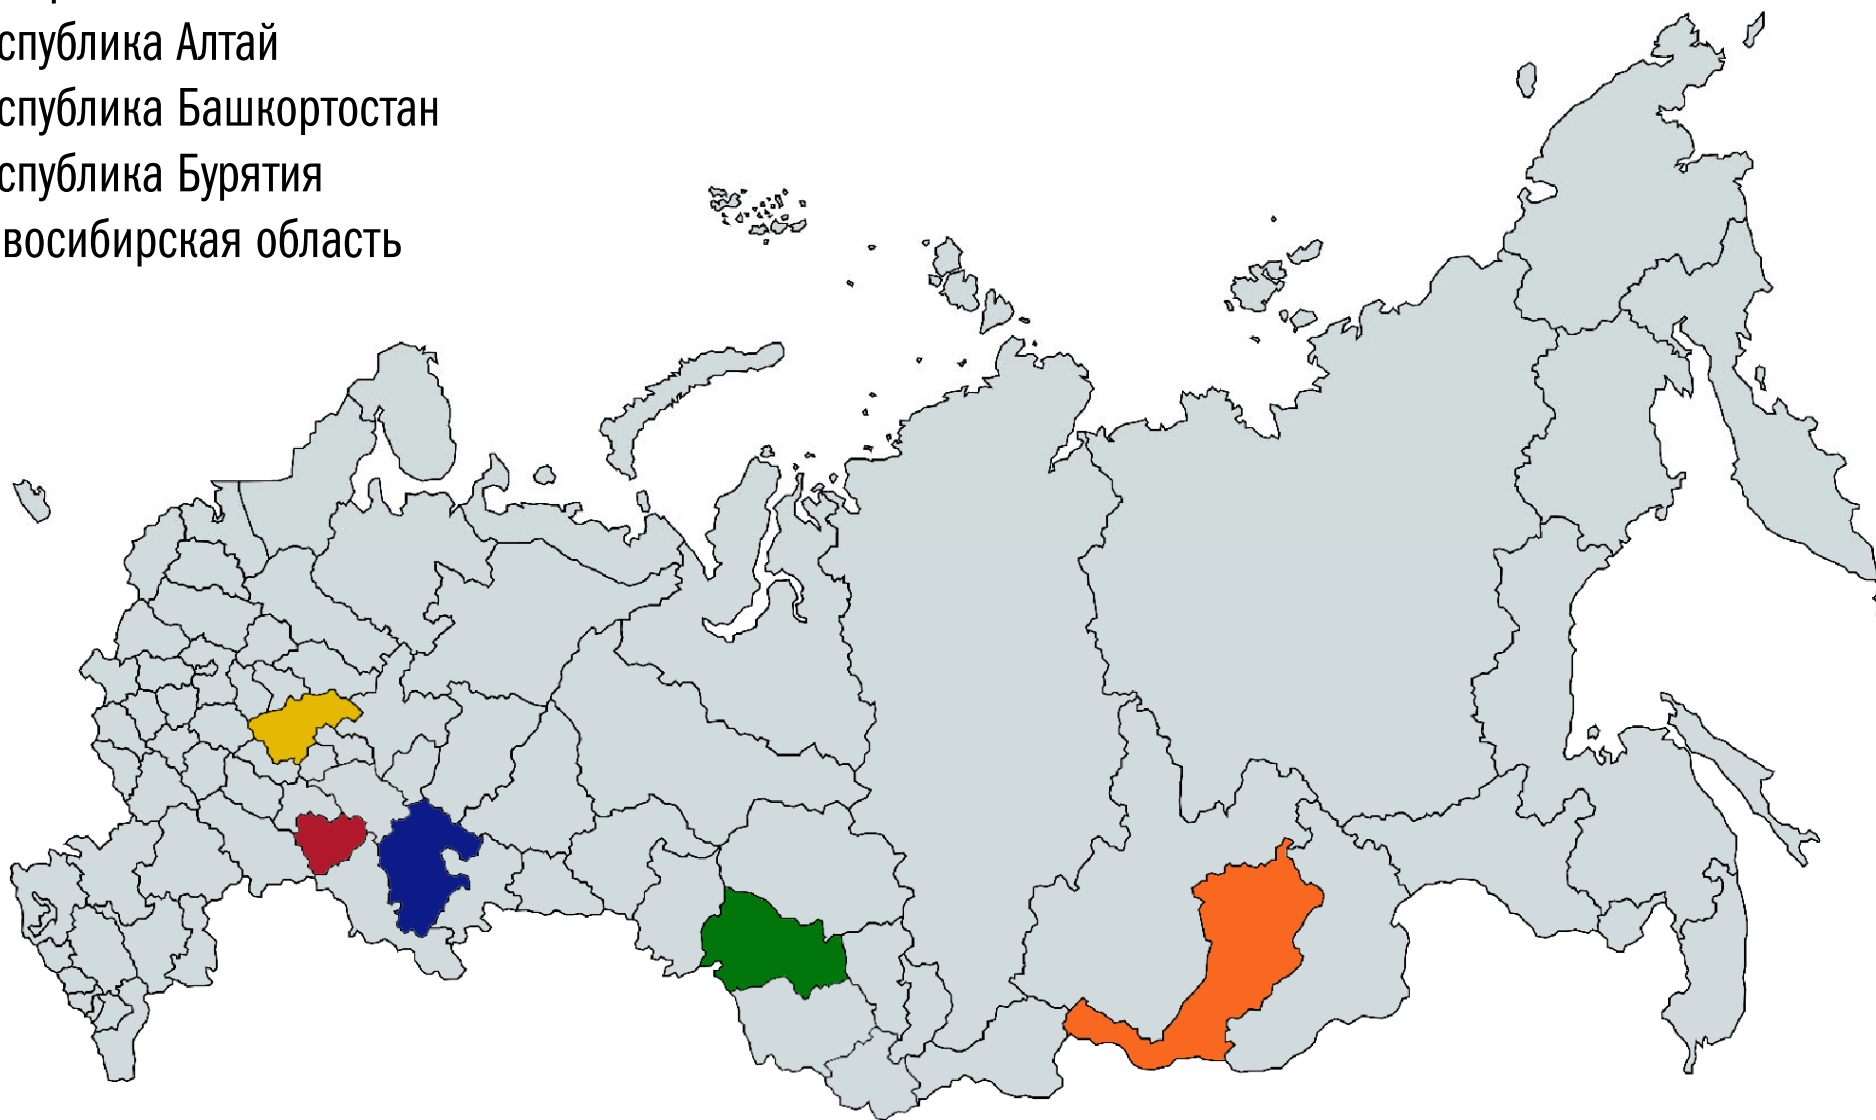 спублика Алтай
спублика Башкортостан
спублика Бурятия
восибирская область